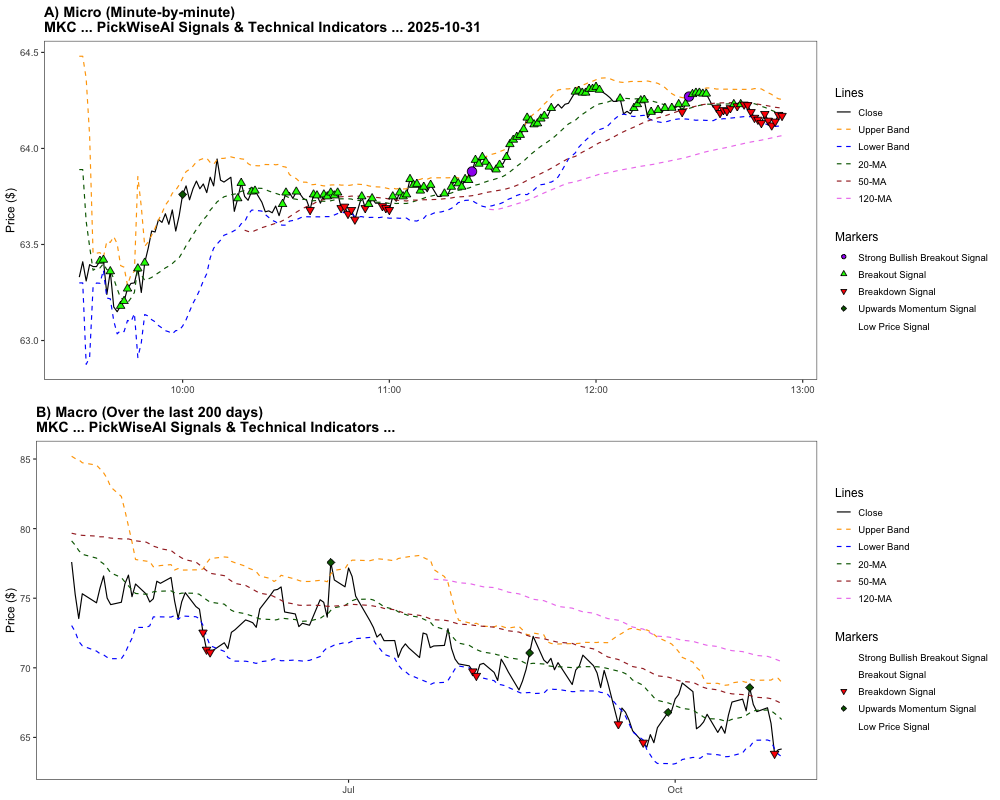 A) Micro (Minute-by-minute)
MKC ... PickWiseAI Signals & Technical Indicators ... 2025-10-31
64.5
64.0
63.5
63.0
Price ($)
10:00
11:00
12:00
13:00
Lines
Close
Upper Band
Lower Band
20-MA
50-MA
120-MA
Markers
Strong Bullish Breakout Signal
Breakout Signal
Breakdown Signal
Upwards Momentum Signal
Low Price Signal
B) Macro (Over the last 200 days)
MKC ... PickWiseAI Signals & Technical Indicators ...
85
80
75
70
65
Price ($)
Jul
Oct
Lines
Close
Upper Band
Lower Band
20-MA
50-MA
120-MA
Markers
Strong Bullish Breakout Signal
Breakout Signal
Breakdown Signal
Upwards Momentum Signal
Low Price Signal